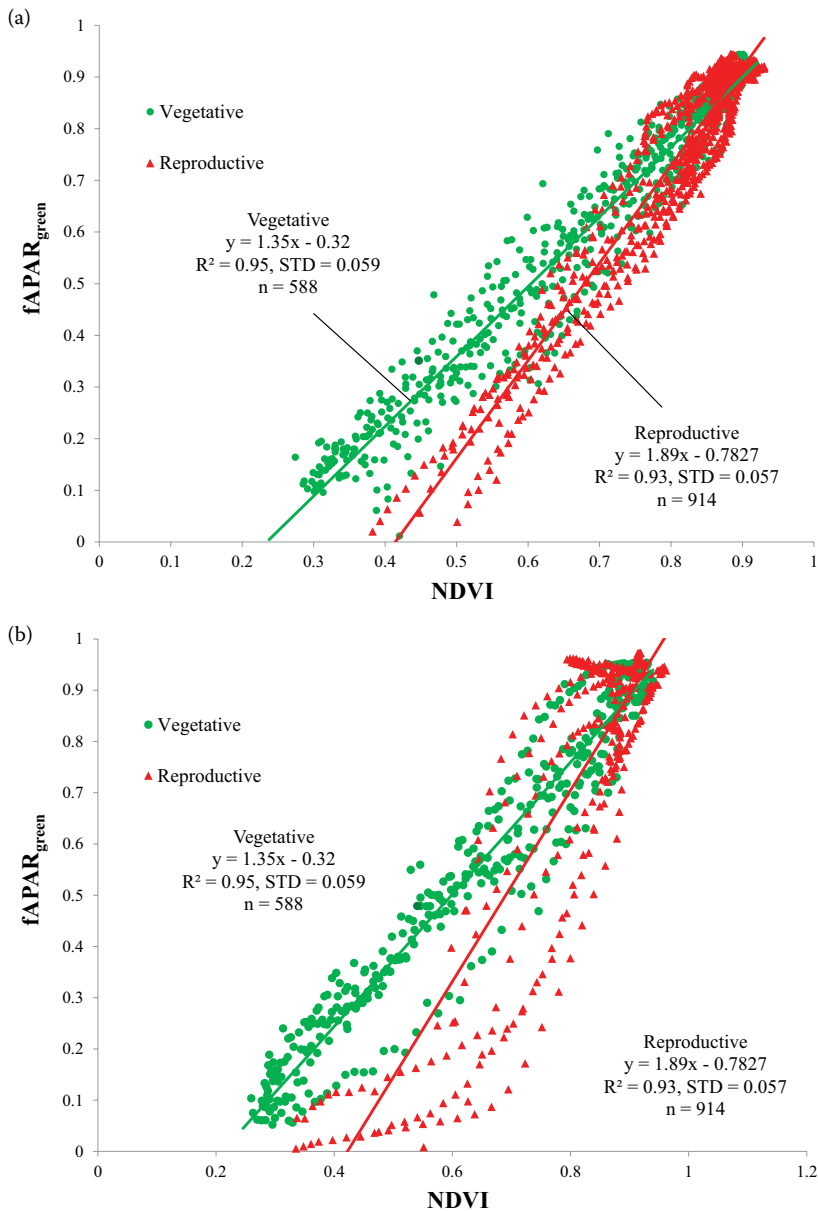 (a)
1
0.9
0.8
0.7
0.6
0.5
0.4
0.3
0.2
0.1
0
fAPARgreen
Vegetative
Reproductive
Vegetative
y = 1.35x - 0.32
R² = 0.95, STD = 0.059
n = 588
Reproductive
y = 1.89x - 0.7827
R² = 0.93, STD = 0.057
n = 914
0 0.1 0.2 0.3 0.4 0.5 0.6 0.7 0.8 0.9 1
NDVI
(b)
1
0.9
0.8
0.7
0.6
0.5
0.4
0.3
0.2
0.1
0
fAPARgreen
Vegetative
Reproductive
Vegetative
y = 1.35x - 0.32
R² = 0.95, STD = 0.059
n = 588
Reproductive
y = 1.89x - 0.7827
R² = 0.93, STD = 0.057
n = 914
0 0.2 0.4 0.6 0.8 1 1.2
NDVI